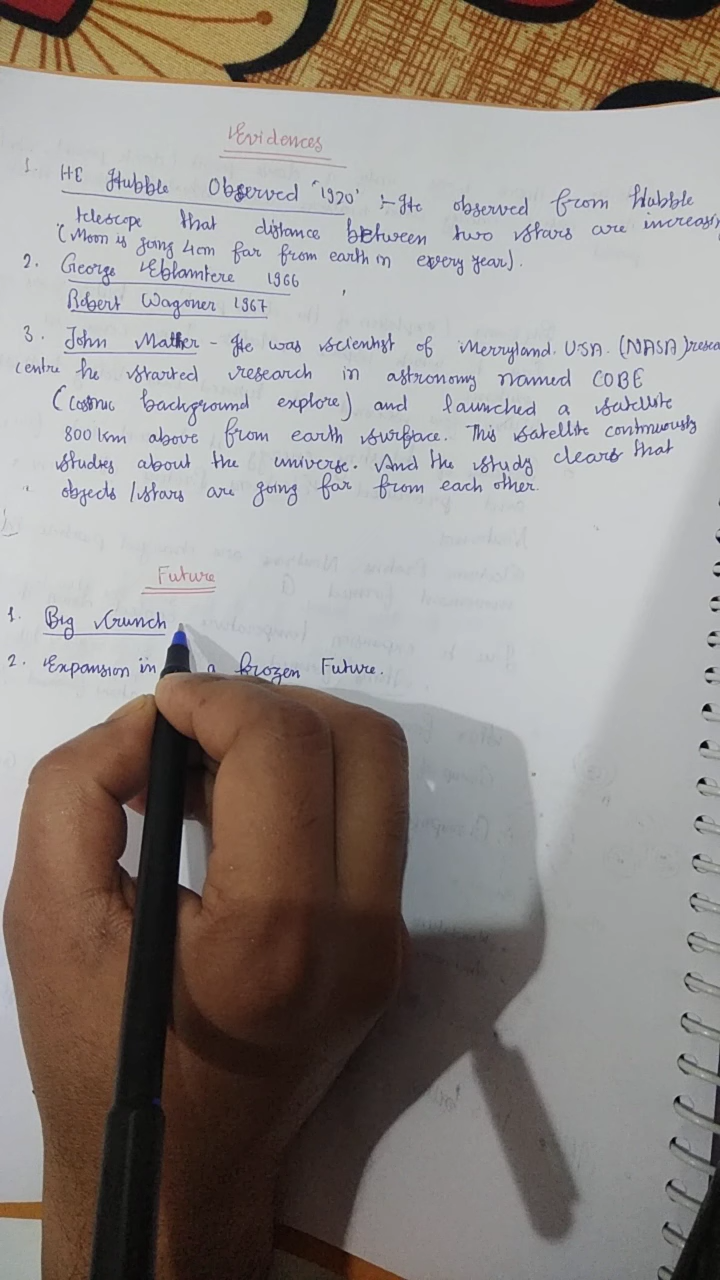 Evidences
1. HE Hubble Observed '1920' :- He observed from Hubble
telescope that distance between two stars are increasin
(Moon is going 4cm far from earth in every year).
2. George Eblamtere 1966
Robert Wagoner 1967
3. John Mather - He was scientist of Merryland. U.S.A. (NASA) resea
centre he started research in astronomy named COBE
(Cosmic background explore) and launched a satellite
800 km above from earth surface. This satellite continuously
studies about the universe. And the study clears that
objects / stars are going far from each other.
Future
1. Big Crunch
2. Expansion in a frozen Future.